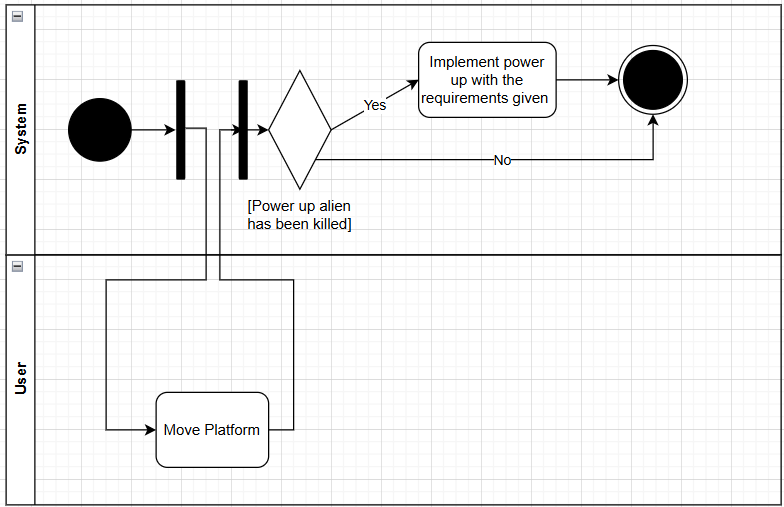 System
Implement power
up with the
requirements given
Yes
No
[Power up alien
has been killed]
User
Move Platform